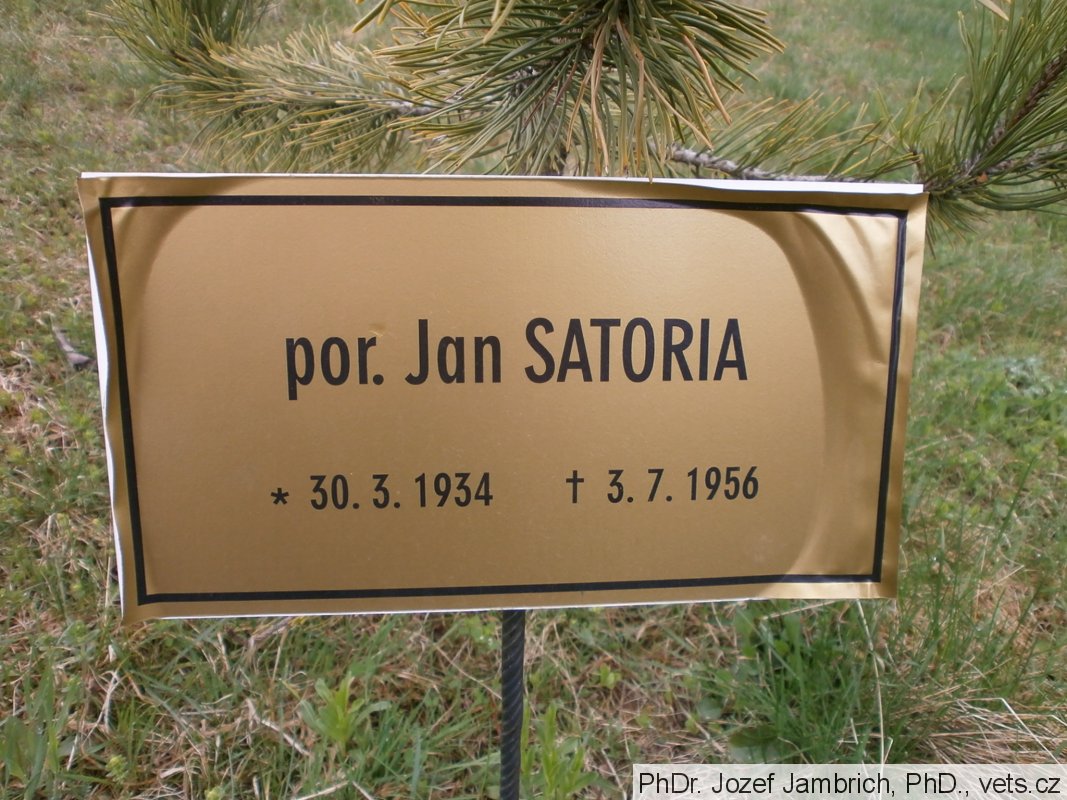 por. Jan SATORIA
* 30. 3. 1934 † 3. 7. 1956
PhDr. Jozef Jambrich, PhD., vets.cz